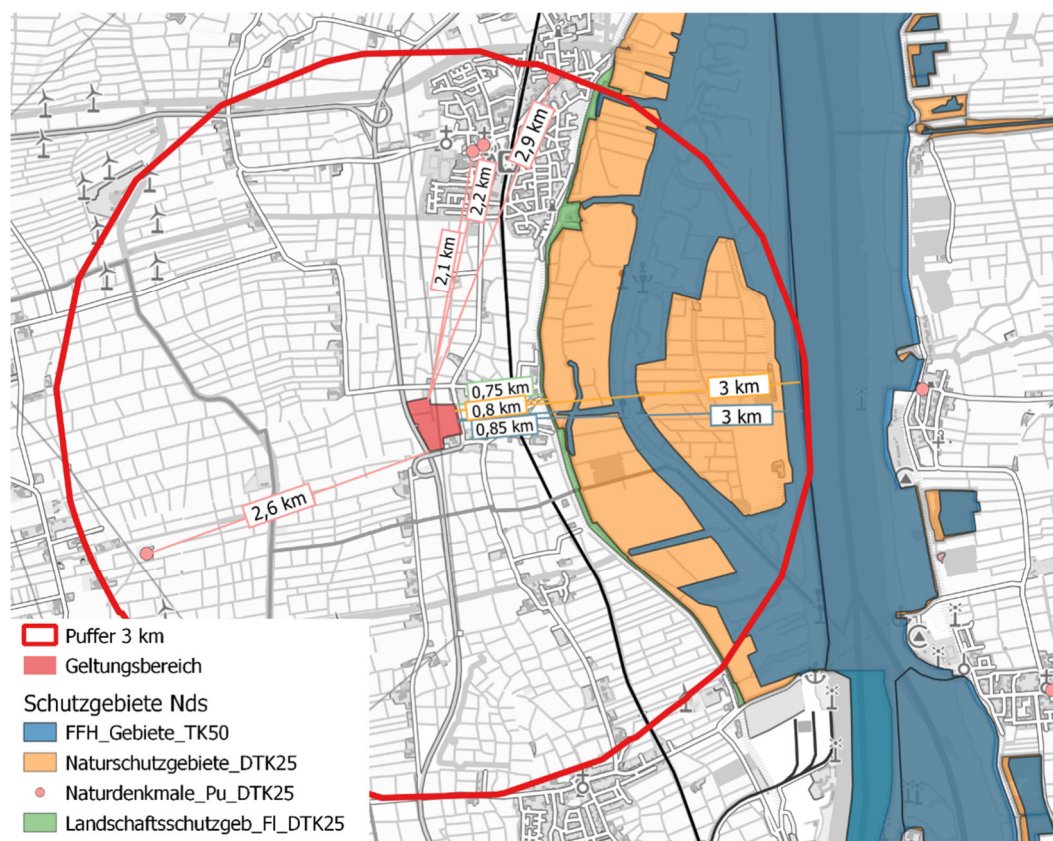 2,9 km
2,2 km
2,1 km
0,75 km
0,8 km
0,85 km
3 km
3 km
2,6 km
Puffer 3 km
Geltungsbereich
Schutzgebiete Nds
FFH_Gebiete_TK50
Naturschutzgebiete_DTK25
Naturdenkmale_Pu_DTK25
Landschaftsschutzgeb_Fl_DTK25